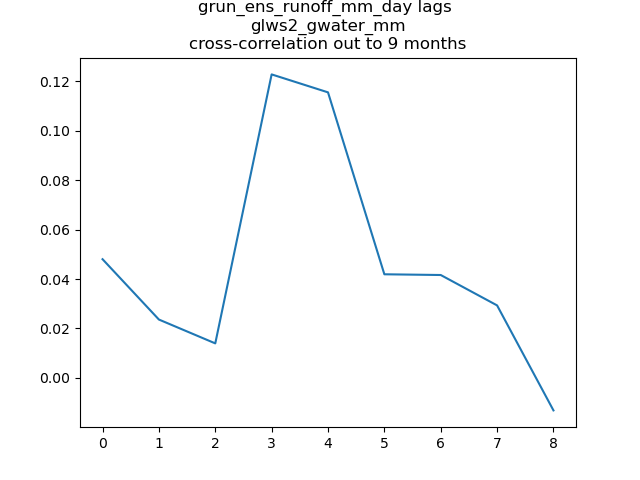 grun_ens_runoff_mm_day lags
glws2_gwater_mm
cross-correlation out to 9 months
0.12
0.10
0.08
0.06
0.04
0.02
0.00
0 1 2 3 4 5 6 7 8